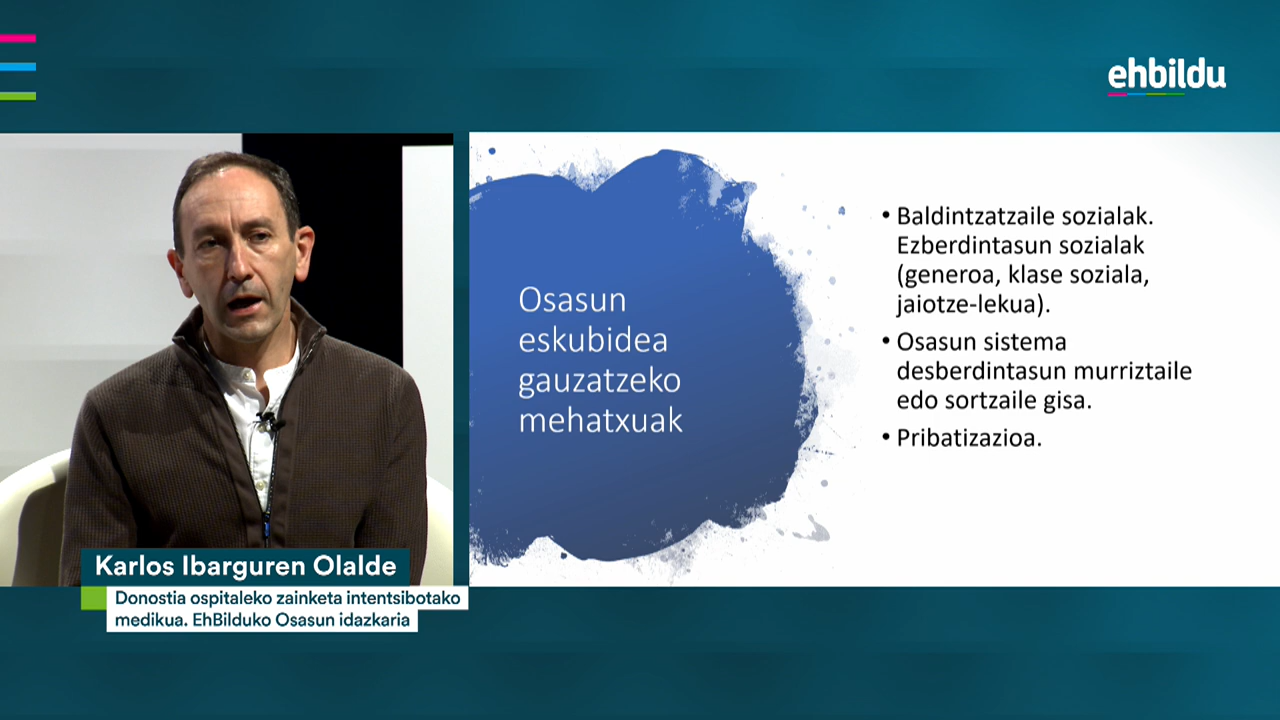 ehbildu
Osasun
eskubidea
gauzatzeko
mehatxuak
• Baldintzatzaile sozialak.
Ezberdintasun sozialak
(generoa, klase soziala,
jaiotze-lekua).
• Osasun sistema
desberdintasun murriztaile
edo sortzaile gisa.
• Pribatizazioa.
Karlos Ibarguren Olalde
Donostia ospitaleko zainketa intentsibotako
medikua. EhBilduko Osasun idazkaria